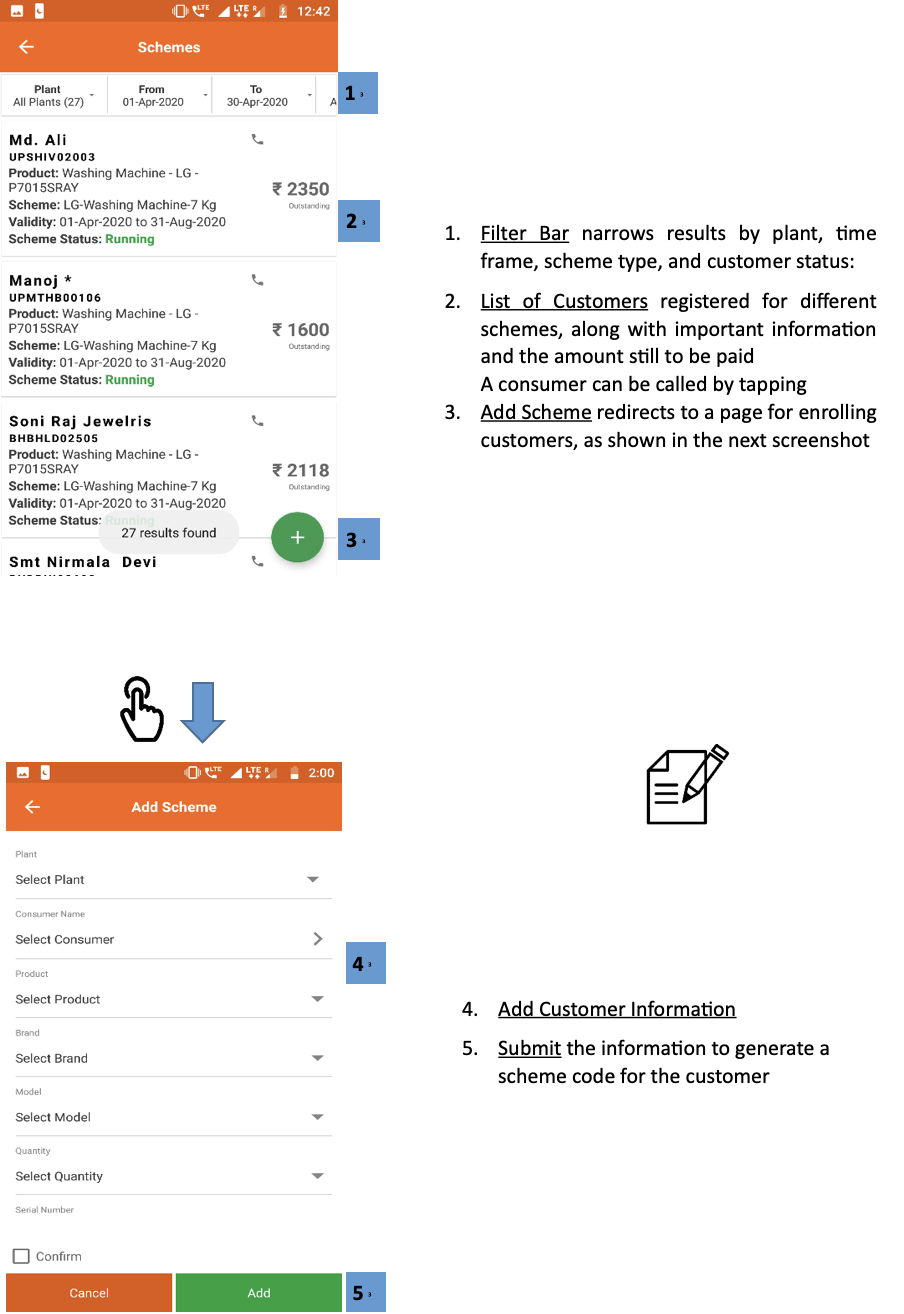 LTE LTE R 12:42
Schemes
Plant From To
All Plants (27) 01-Apr-2020 30-Apr-2020 A
1 3
Md. Ali
UPSHIV02003
Product: Washing Machine - LG -
P7015SRAY
Scheme: LG-Washing Machine-7 Kg
Validity: 01-Apr-2020 to 31-Aug-2020
Scheme Status: Running
₹ 2350
Outstanding
2 3
Manoj *
UPMTHB00106
Product: Washing Machine - LG -
P7015SRAY
Scheme: LG-Washing Machine-7 Kg
Validity: 01-Apr-2020 to 31-Aug-2020
Scheme Status: Running
₹ 1600
Outstanding
Soni Raj Jewelris
BHBHLD02505
Product: Washing Machine - LG -
P7015SRAY
Scheme: LG-Washing Machine-7 Kg
Validity: 01-Apr-2020 to 31-Aug-2020
Scheme Status: Running
₹ 2118
Outstanding
27 results found
+
3 3
Smt Nirmala Devi
1. Filter Bar narrows results by plant, time
frame, scheme type, and customer status:
2. List of Customers registered for different
schemes, along with important information
and the amount still to be paid
A consumer can be called by tapping
3. Add Scheme redirects to a page for enrolling
customers, as shown in the next screenshot
LTE LTE R 2:00
Add Scheme
Plant
Select Plant
Consumer Name
Select Consumer
4 3
Product
Select Product
Brand
Select Brand
Model
Select Model
Quantity
Select Quantity
Serial Number
Confirm
Cancel Add
5 3
4. Add Customer Information
5. Submit the information to generate a
scheme code for the customer